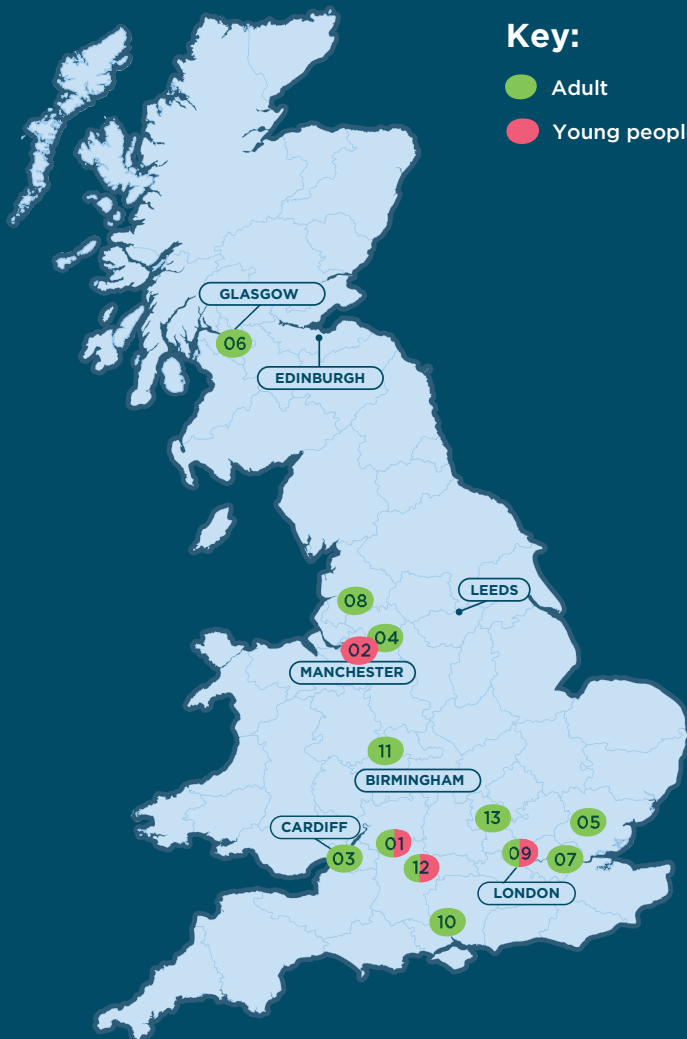 Key:
Adult
Young peopl
GLASGOW
06
EDINBURGH
08
LEEDS
04
02
MANCHESTER
11
BIRMINGHAM
13
05
CARDIFF
01
03
12
09
07
LONDON
10